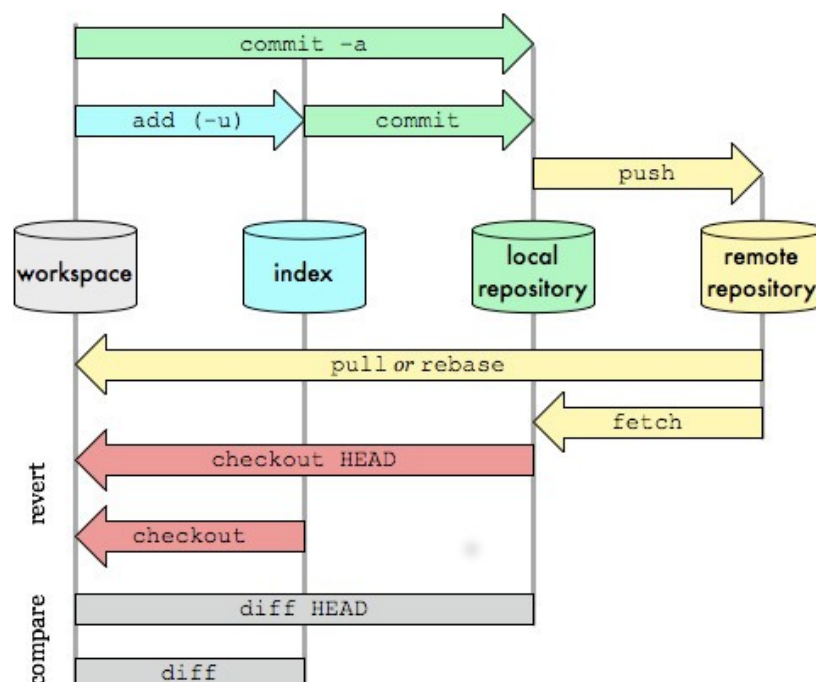 commit -a
add (-u)
commit
push
workspace
index
local
repository
remote
repository
pull or rebase
fetch
revert
checkout HEAD
checkout
compare
diff HEAD
diff